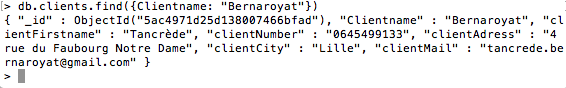 > db.clients.find({Clientname: "Bernaroyat"})
{ "_id" : ObjectId("5ac4971d25d138007466bfad"), "Clientname" : "Bernaroyat", "cl
ientFirstname" : "Tancrède", "clientNumber" : "0645499133", "clientAdress" : "4
rue du Faubourg Notre Dame", "clientCity" : "Lille", "clientMail" : "tancrede.be
rnaroyat@gmail.com" }
>